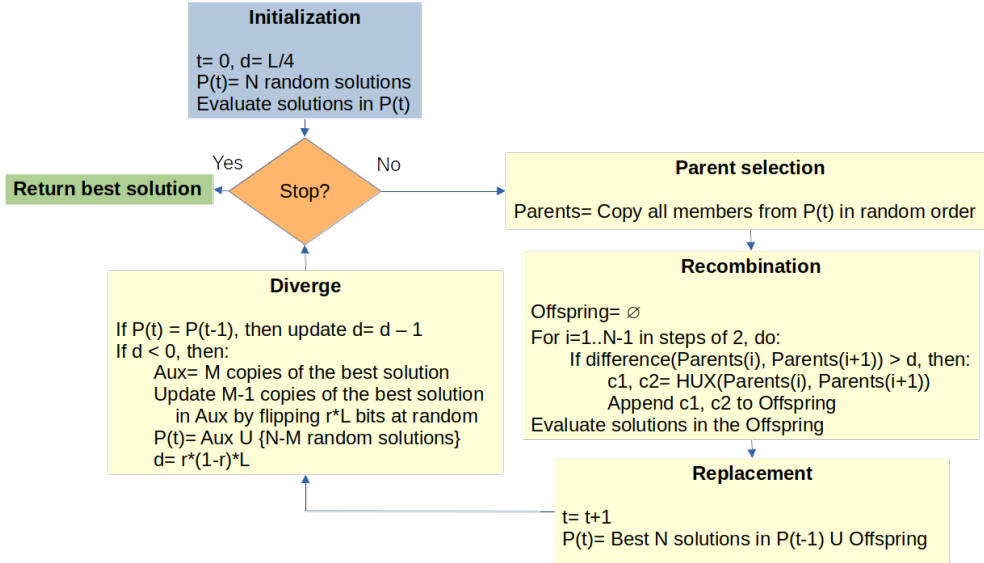 Initialization
t= 0, d= L/4
P(t)= N random solutions
Evaluate solutions in P(t)
Yes
No
Return best solution
Stop?
Parent selection
Parents= Copy all members from P(t) in random order
Recombination
Offspring= ∅
For i=1..N-1 in steps of 2, do:
If difference(Parents(i), Parents(i+1)) > d, then:
c1, c2= HUX(Parents(i), Parents(i+1))
Append c1, c2 to Offspring
Evaluate solutions in the Offspring
Replacement
t= t+1
P(t)= Best N solutions in P(t-1) U Offspring
Diverge
If P(t) = P(t-1), then update d= d – 1
If d < 0, then:
Aux= M copies of the best solution
Update M-1 copies of the best solution
in Aux by flipping r*L bits at random
P(t)= Aux U {N-M random solutions}
d= r*(1-r)*L